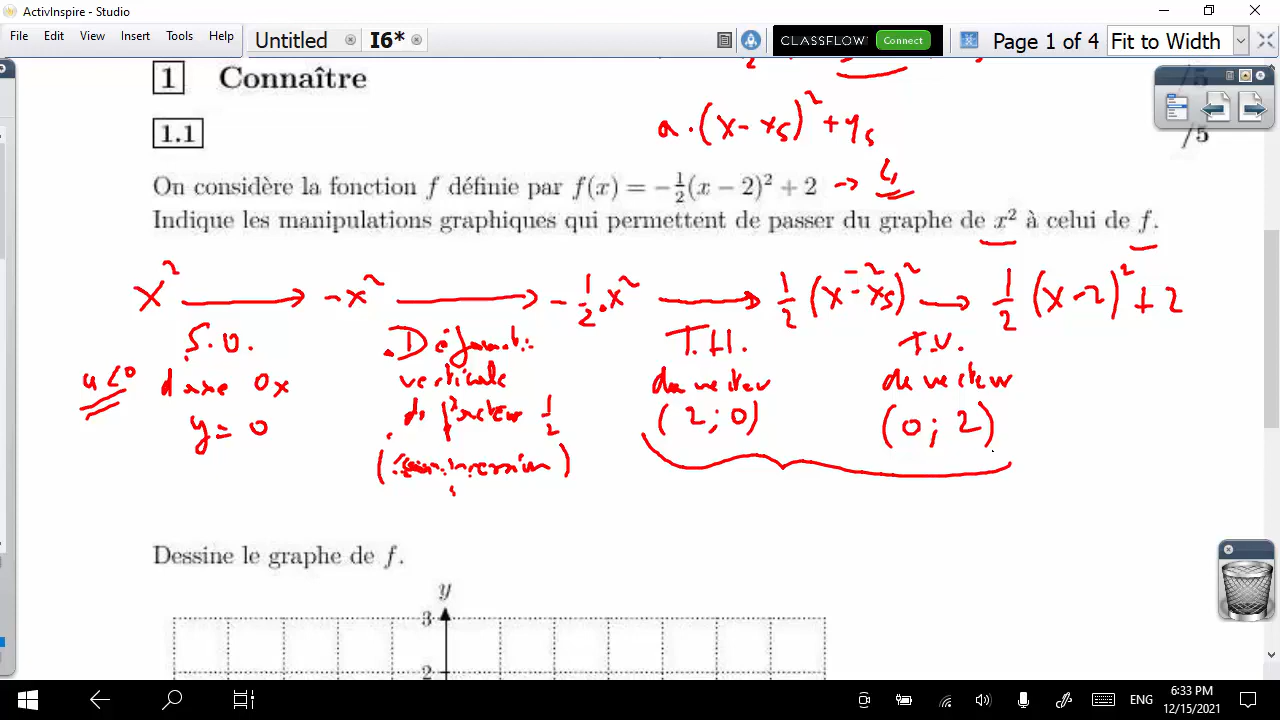 ActivInspire - Studio
File Edit View Insert Tools Help
Untitled
I6*
CLASSFLOW Connect
Page 1 of 4
Fit to Width
/5
1 Connaître
a·(x-xs)²+ys
1.1
/5
On considère la fonction f définie par f(x) = -½(x − 2)² + 2 →
Indique les manipulations graphiques qui permettent de passer du graphe de x² à celui de f.
x² → -x² → -½·x² → ½(x-xs)² → ½(x-2)²+2
S.O. T.H. T.V.
verticale de vecteur
a<0 d'axe Ox
y=0 de facteur ½ (2;0) (0;2)
Dessine le graphe de f.
y
3
2
ENG
6:33 PM
12/15/2021